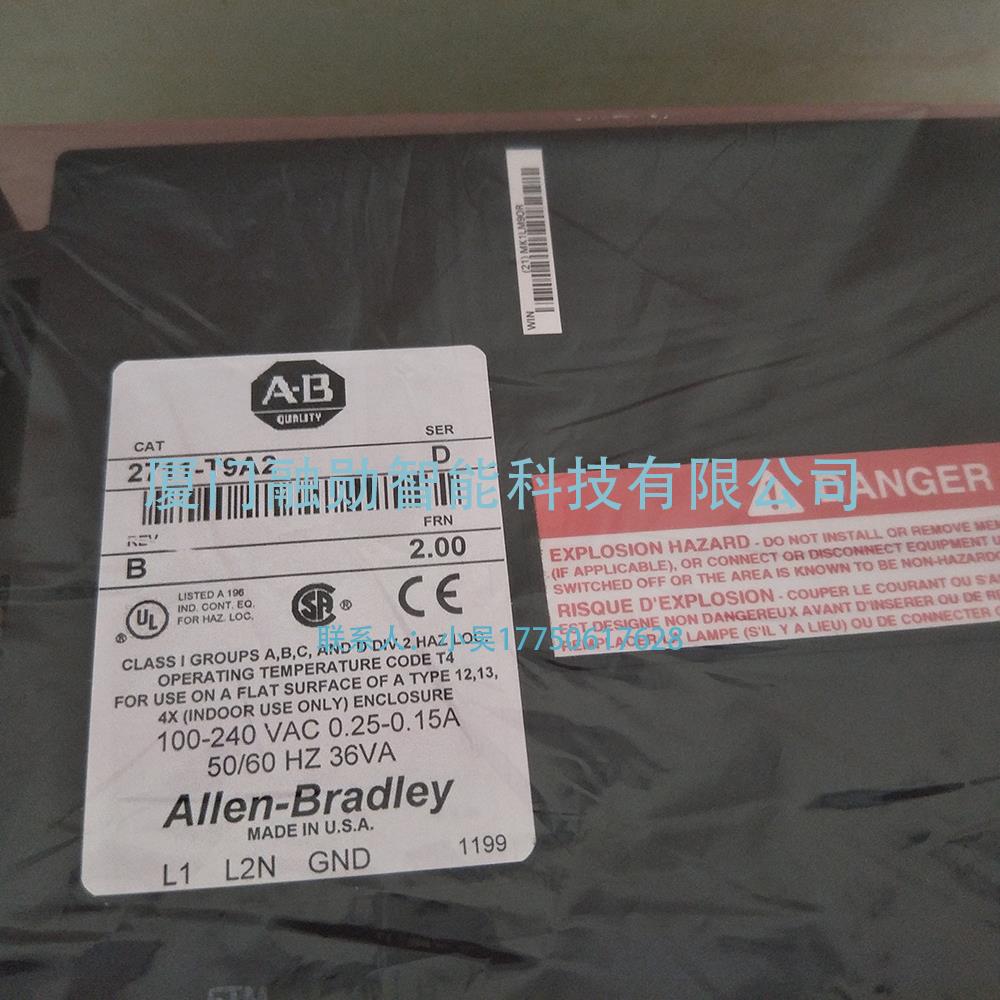 WIN
(21) MK1LM9QR
A-B
QUALITY
CAT
SER
D
厦门融勋智能科技有限公司
REV
FRN
B
2.00
UL
®
LISTED A 196
IND. CONT. EQ.
FOR HAZ. LOC.
SA
®
CE
联系人：小吴17750617628
CLASS I GROUPS A,B,C, AND D DIV 2 HAZ LOC.
OPERATING TEMPERATURE CODE T4
FOR USE ON A FLAT SURFACE OF A TYPE 12,13,
4X (INDOOR USE ONLY) ENCLOSURE
100-240 VAC 0.25-0.15A
50/60 HZ 36VA
Allen-Bradley
MADE IN U.S.A.
L1 L2N GND
1199
DANGER
EXPLOSION HAZARD - DO NOT INSTALL OR REMOVE
(IF APPLICABLE), OR CONNECT OR DISCONNECT EQUIPMENT
SWITCHED OFF OR THE AREA IS KNOWN TO BE NON-HAZARDO
RISQUE D'EXPLOSION - COUPER LE COURANT OU S'A
EST DESIGNE NON DANGEREUX AVANT D'INSERER OU DE
REMPLACER LA LAMPE (S'IL Y A LIEU) OU DE CONNECTER